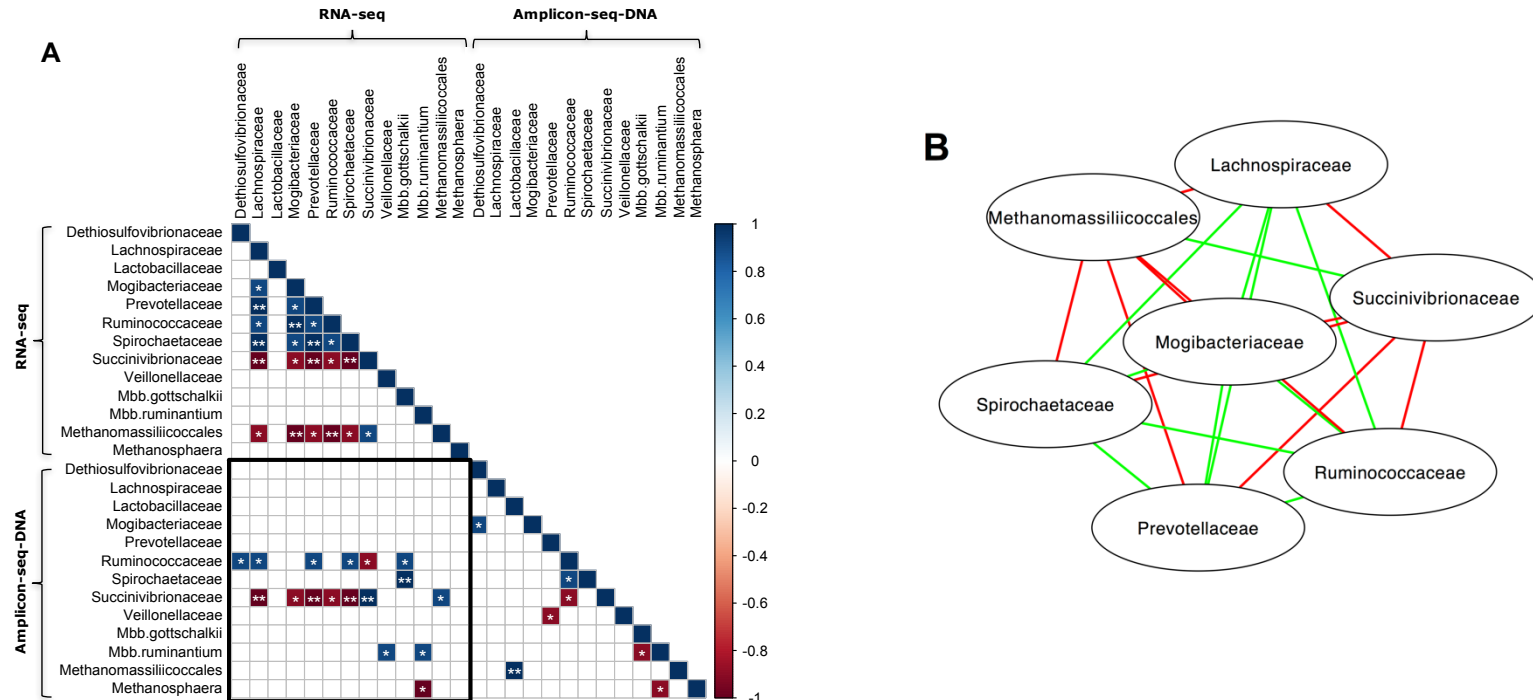 RNA-seq
Amplicon-seq-DNA
A
Dethiosulfovibrionaceae
Lachnospiraceae
Lactobacillaceae
Mogibacteriaceae
Prevotellaceae
Ruminococcaceae
Spirochaetaceae
Succinivibrionaceae
Veillonellaceae
Mbb.gottschalkii
Mbb.ruminantium
Methanomassiliicoccales
Methanosphaera
Dethiosulfovibrionaceae
Lachnospiraceae
Lactobacillaceae
Mogibacteriaceae
Prevotellaceae
Ruminococcaceae
Spirochaetaceae
Succinivibrionaceae
Veillonellaceae
Mbb.gottschalkii
Mbb.ruminantium
Methanomassiliicoccales
Methanosphaera
RNA-seq
Dethiosulfovibrionaceae
Lachnospiraceae
Lactobacillaceae
Mogibacteriaceae * *
Prevotellaceae ** *
Ruminococcaceae * ** *
Spirochaetaceae ** * ** *
Succinivibrionaceae ** * ** * **
Veillonellaceae
Mbb.gottschalkii
Mbb.ruminantium
Methanomassiliicoccales * ** * ** * *
Methanosphaera
Amplicon-seq-DNA
Dethiosulfovibrionaceae
Lachnospiraceae
Lactobacillaceae
Mogibacteriaceae *
Prevotellaceae
Ruminococcaceae * * * * * *
Spirochaetaceae ** *
Succinivibrionaceae ** * ** * ** ** * *
Veillonellaceae *
Mbb.gottschalkii
Mbb.ruminantium * * *
Methanomassiliicoccales **
Methanosphaera * *
1
0.8
0.6
0.4
0.2
0
-0.2
-0.4
-0.6
-0.8
-1
B
Lachnospiraceae
Methanomassiliicoccales
Succinivibrionaceae
Mogibacteriaceae
Spirochaetaceae
Ruminococcaceae
Prevotellaceae